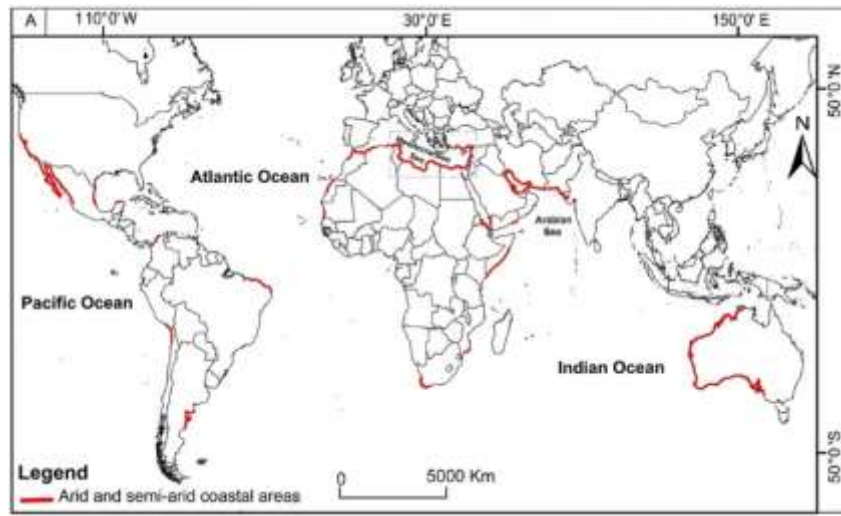 A
110°0'W
30°0'E
150°0'E
50°0'N
N
Atlantic Ocean
Arabian
Sea
Pacific Ocean
Indian Ocean
50°0'S
Legend
Arid and semi-arid coastal areas
0 5000 Km